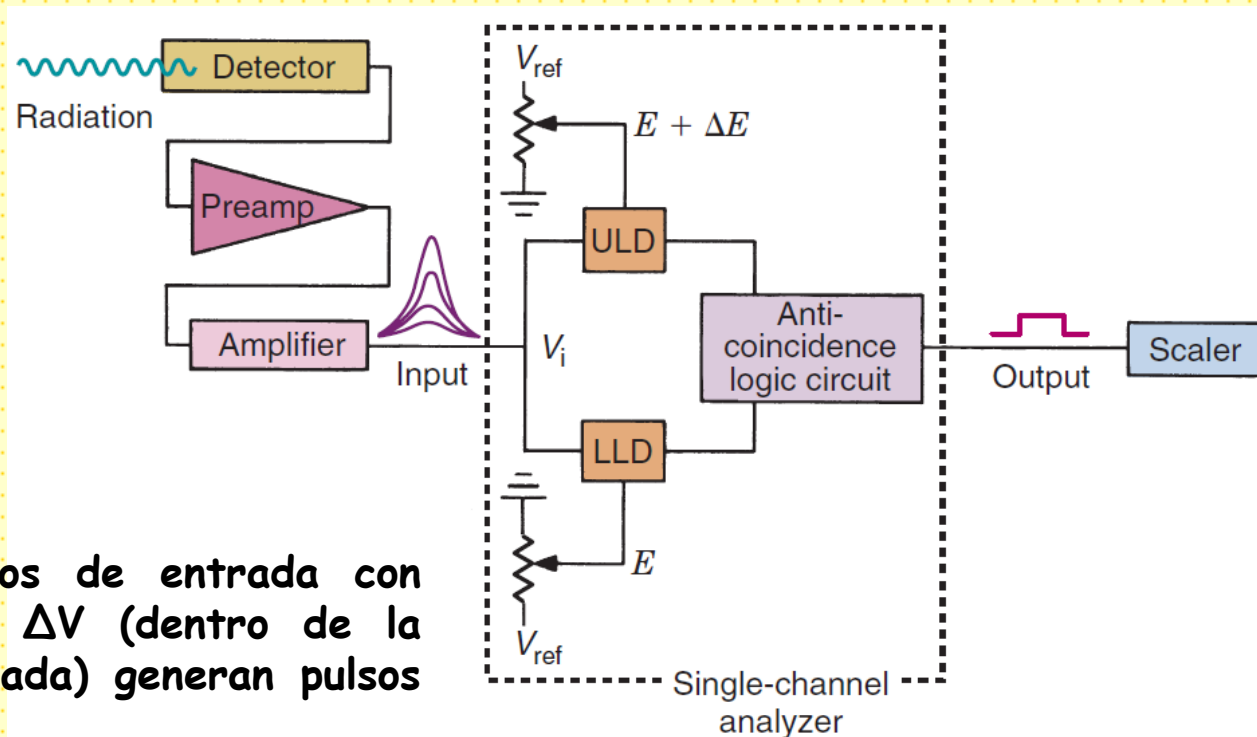 Detector
Radiation
Preamp
Amplifier
Input
V_i
V_ref
E + ΔE
ULD
Anti-
coincidence
logic circuit
LLD
E
V_ref
Output
Scaler
Single-channel
analyzer
os de entrada con
ΔV (dentro de la
ada) generan pulsos